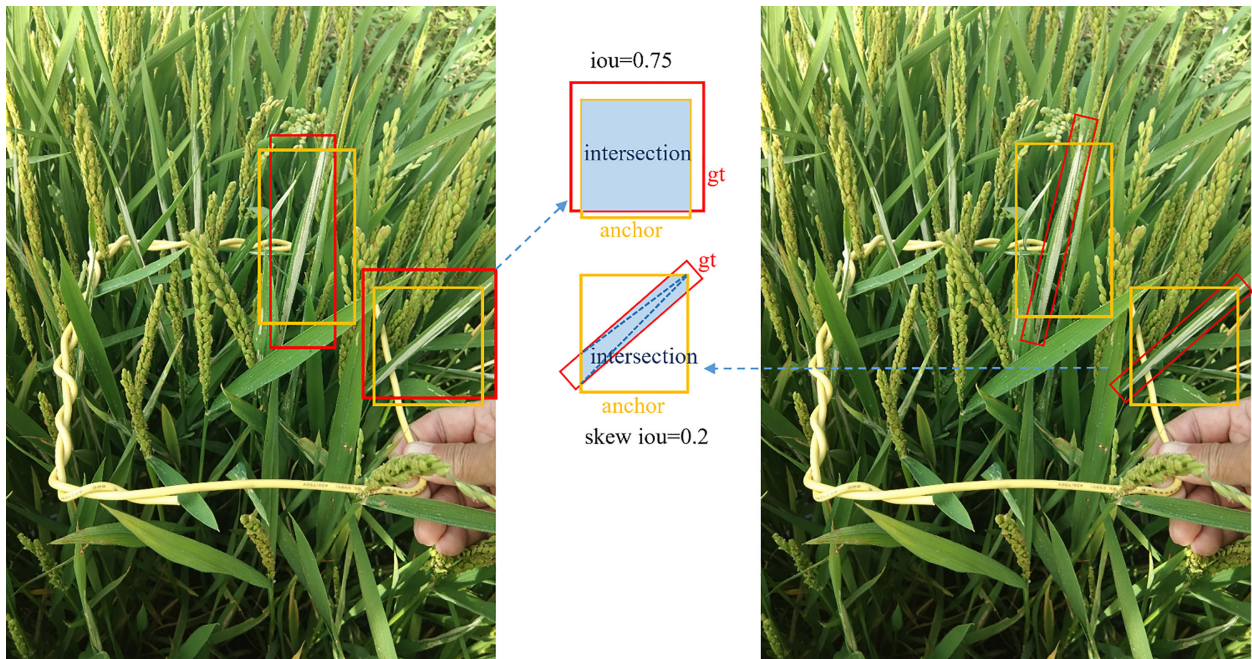 iou=0.75
intersection
gt
anchor
gt
intersection
anchor
skew iou=0.2